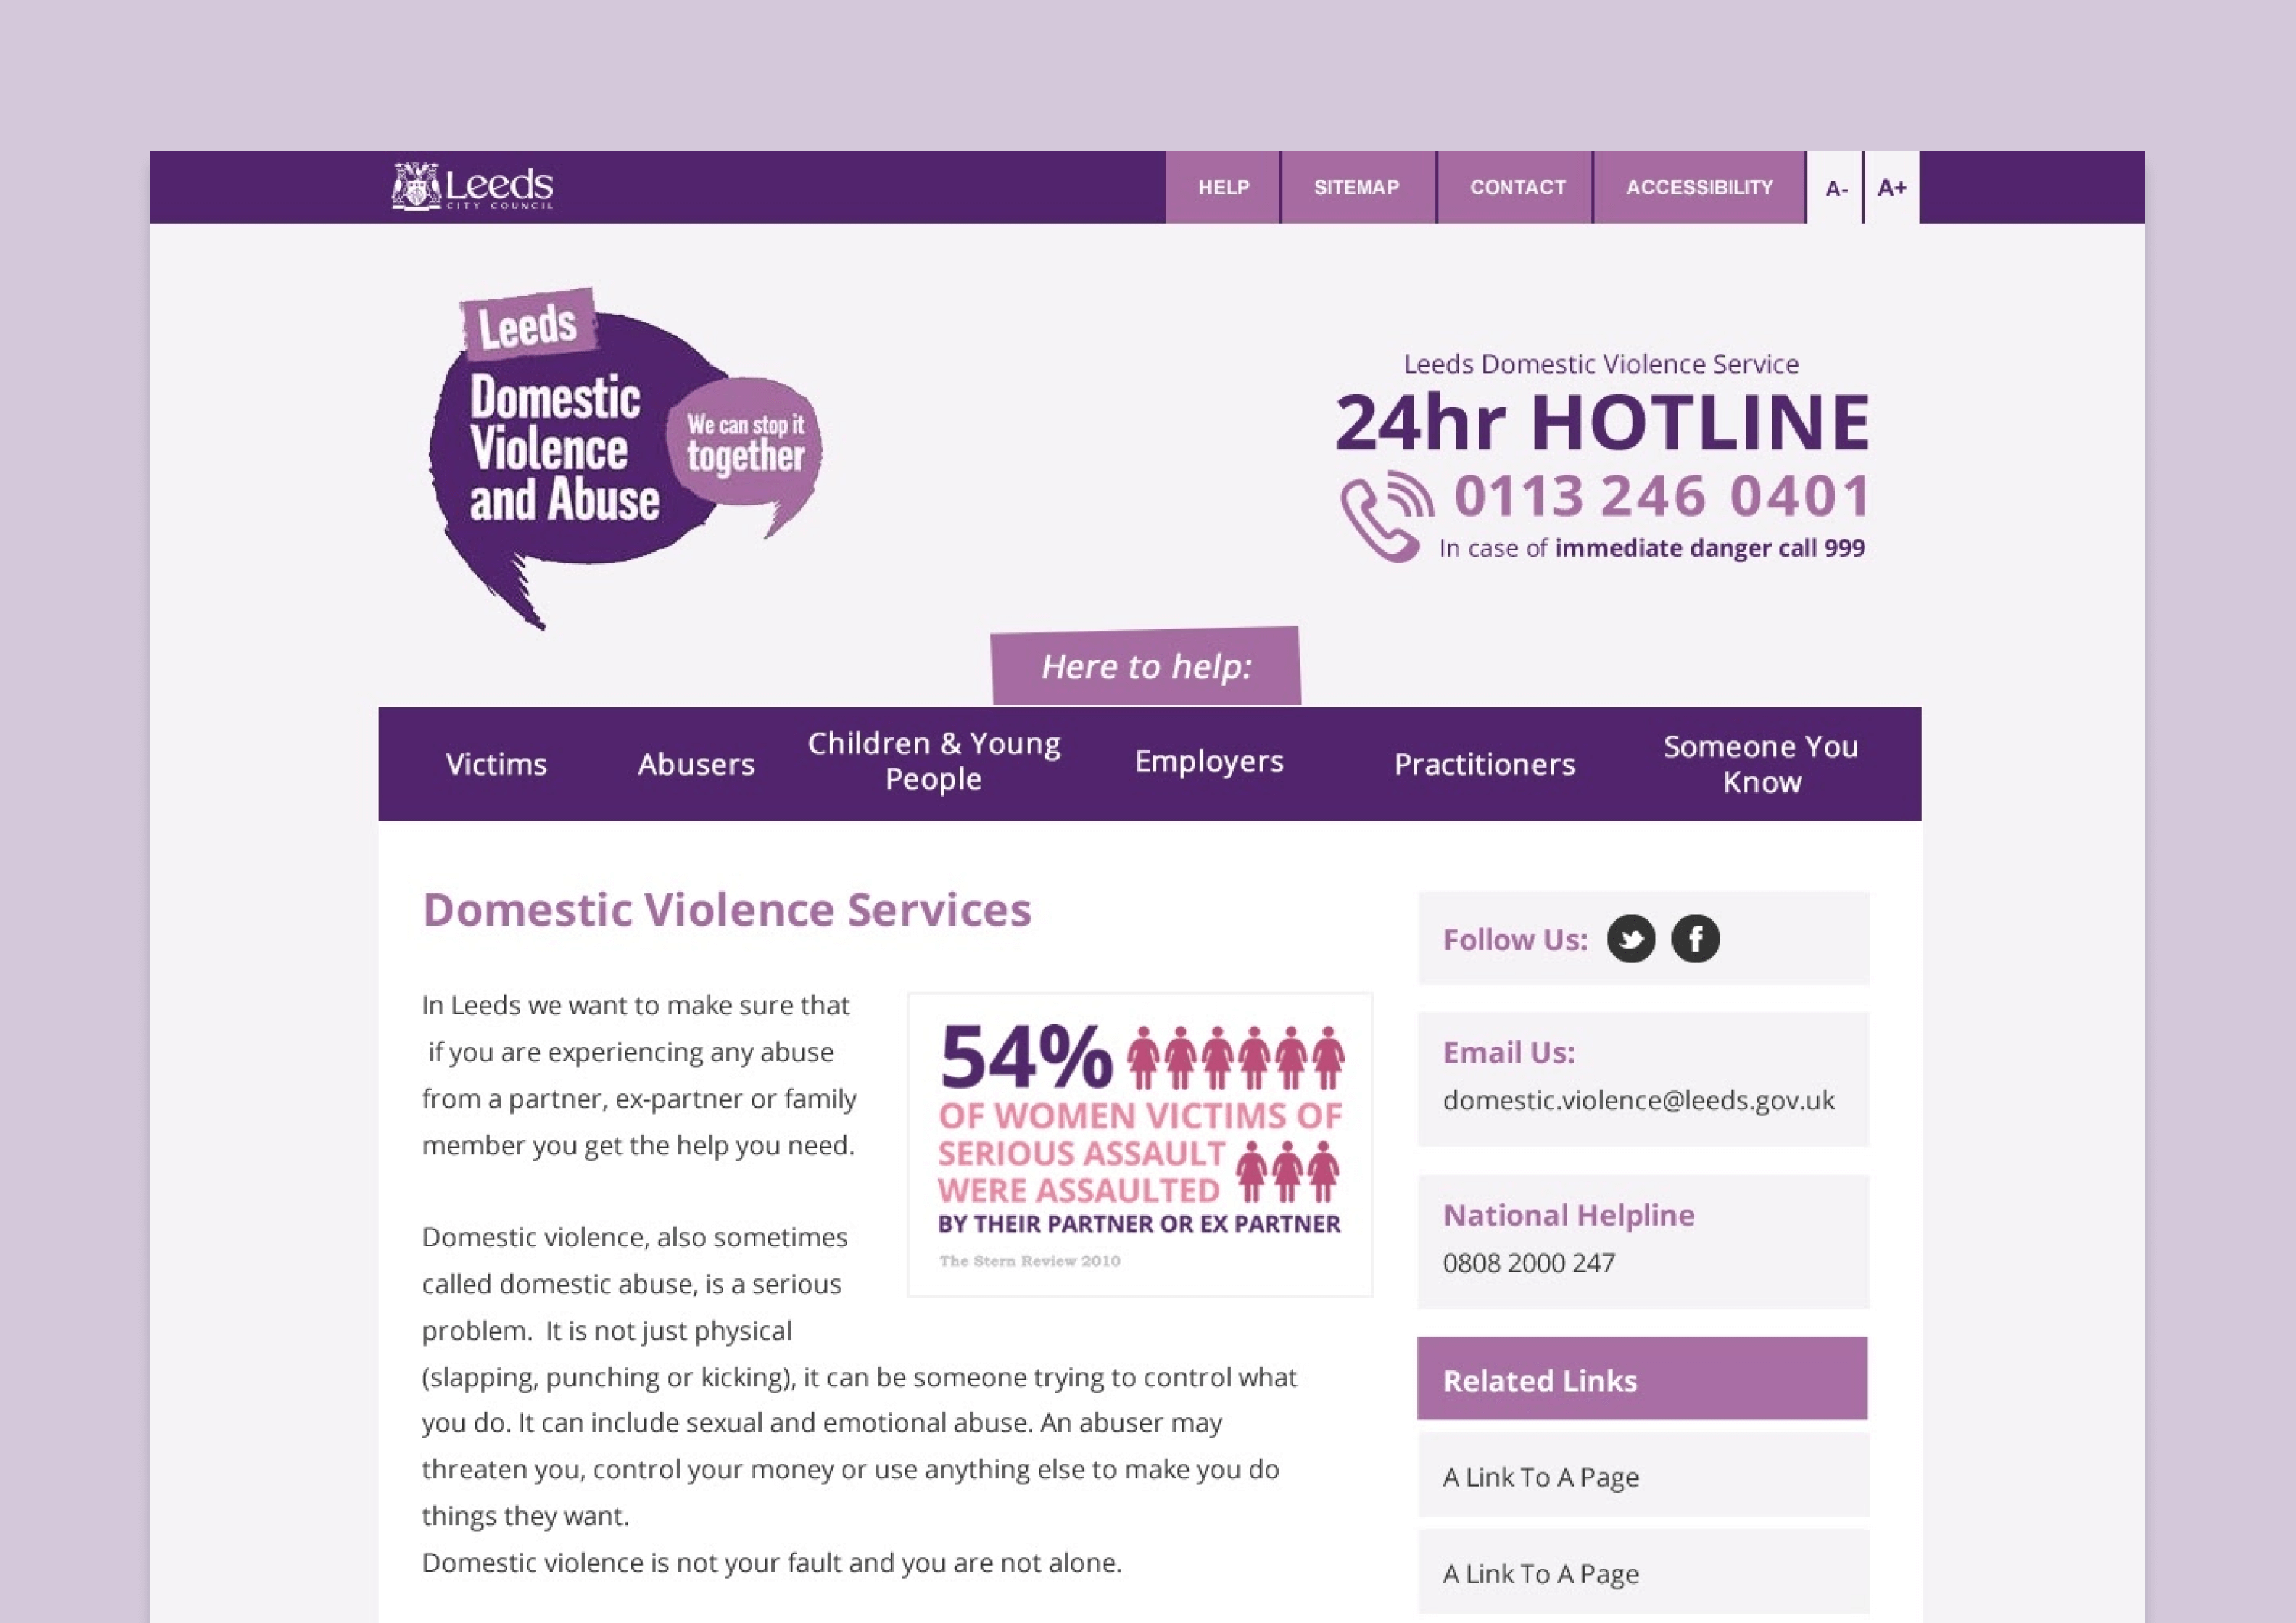 Leeds
CITY COUNCIL
HELP
SITEMAP
CONTACT
ACCESSIBILITY
A-
A+
Leeds
Domestic
Violence
and Abuse
We can stop it
together
Leeds Domestic Violence Service
24hr HOTLINE
0113 246 0401
In case of immediate danger call 999
Here to help:
Victims
Abusers
Children & Young
People
Employers
Practitioners
Someone You
Know
Domestic Violence Services
In Leeds we want to make sure that
if you are experiencing any abuse
from a partner, ex-partner or family
member you get the help you need.
Domestic violence, also sometimes
called domestic abuse, is a serious
problem.  It is not just physical
(slapping, punching or kicking), it can be someone trying to control what
you do. It can include sexual and emotional abuse. An abuser may
threaten you, control your money or use anything else to make you do
things they want.
Domestic violence is not your fault and you are not alone.
54%
OF WOMEN VICTIMS OF
SERIOUS ASSAULT
WERE ASSAULTED
BY THEIR PARTNER OR EX PARTNER
The Stern Review 2010
Follow Us:
Email Us:
domestic.violence@leeds.gov.uk
National Helpline
0808 2000 247
Related Links
A Link To A Page
A Link To A Page